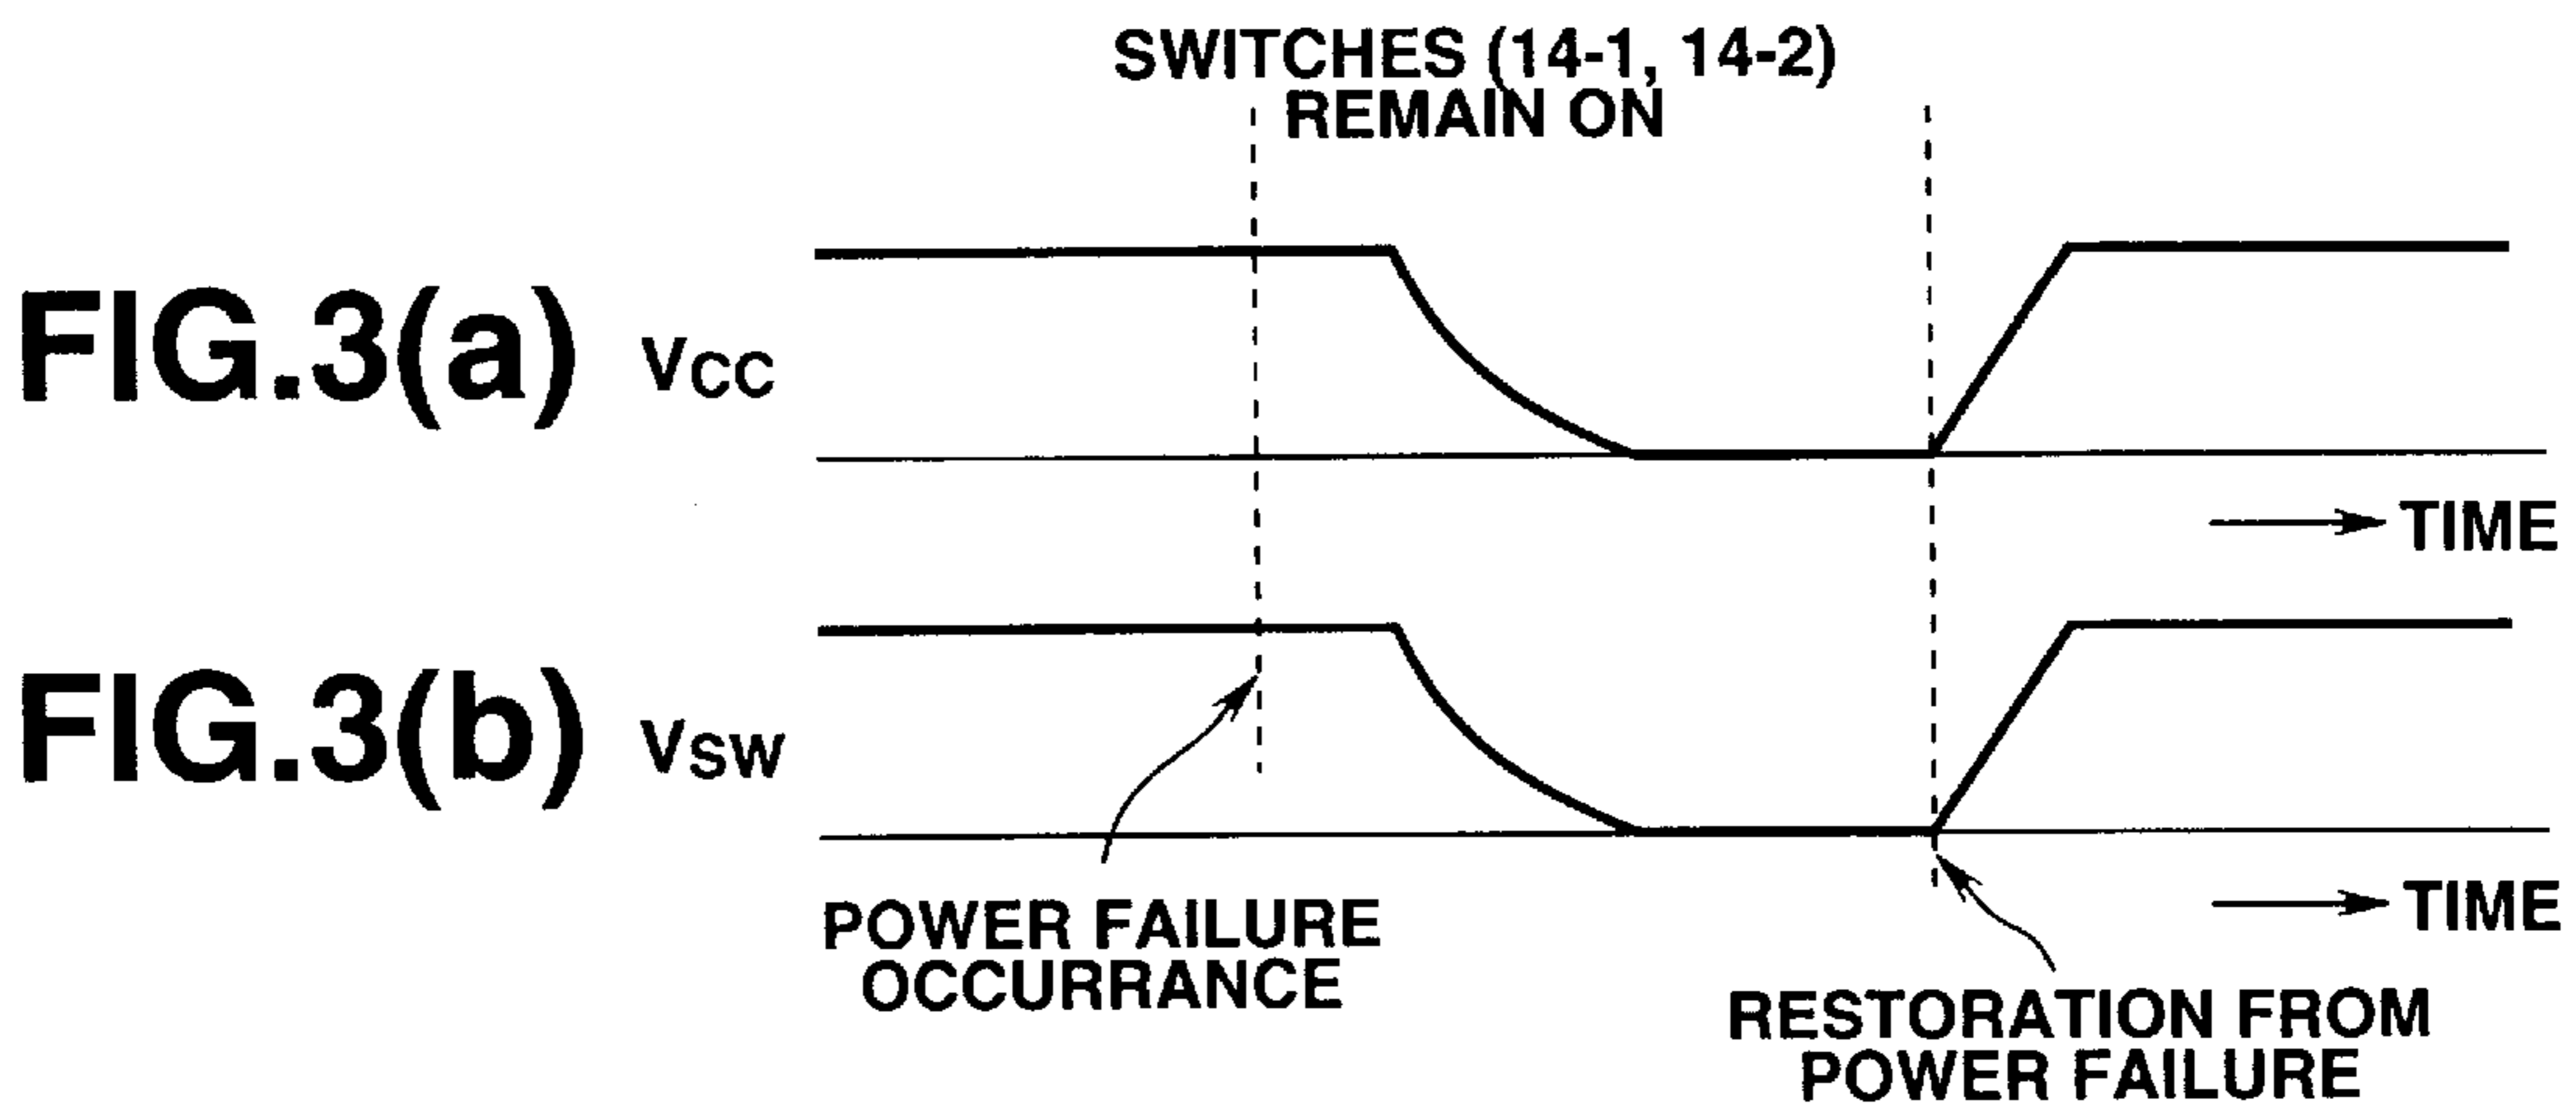 SWITCHES (14-1, 14-2)
REMAIN ON
FIG.3(a) VCC
TIME
FIG.3(b) VSW
TIME
POWER FAILURE
OCCURRANCE
RESTORATION FROM
POWER FAILURE